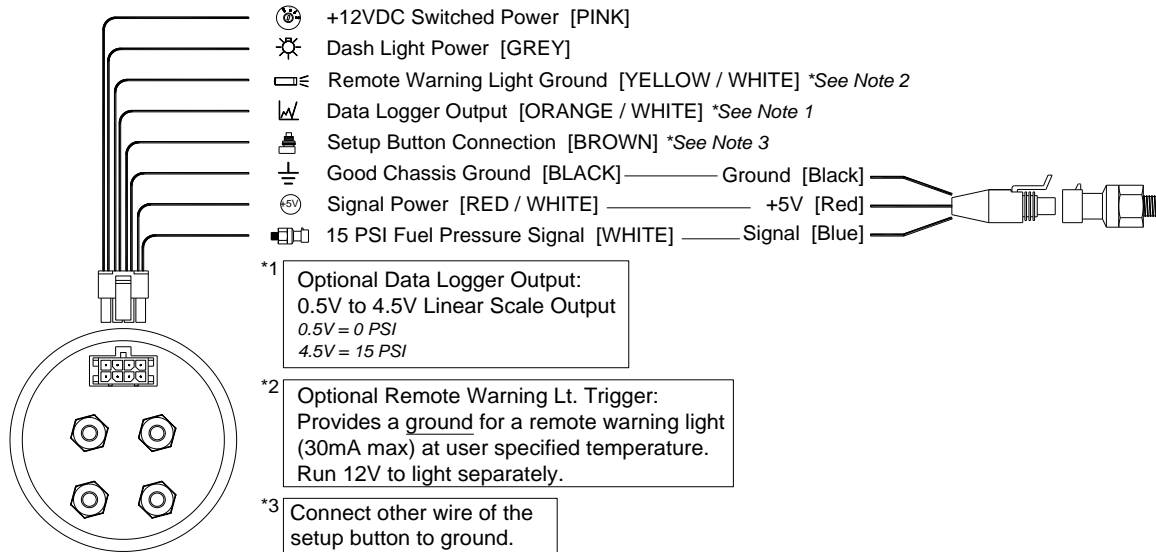 +12VDC Switched Power [PINK]
Dash Light Power [GREY]
Remote Warning Light Ground [YELLOW / WHITE] *See Note 2
Data Logger Output [ORANGE / WHITE] *See Note 1
Setup Button Connection [BROWN] *See Note 3
Good Chassis Ground [BLACK] Ground [Black]
+5V Signal Power [RED / WHITE] +5V [Red]
15 PSI Fuel Pressure Signal [WHITE] Signal [Blue]
*1 Optional Data Logger Output:
0.5V to 4.5V Linear Scale Output
0.5V = 0 PSI
4.5V = 15 PSI
*2 Optional Remote Warning Lt. Trigger:
Provides a ground for a remote warning light
(30mA max) at user specified temperature.
Run 12V to light separately.
*3 Connect other wire of the
setup button to ground.